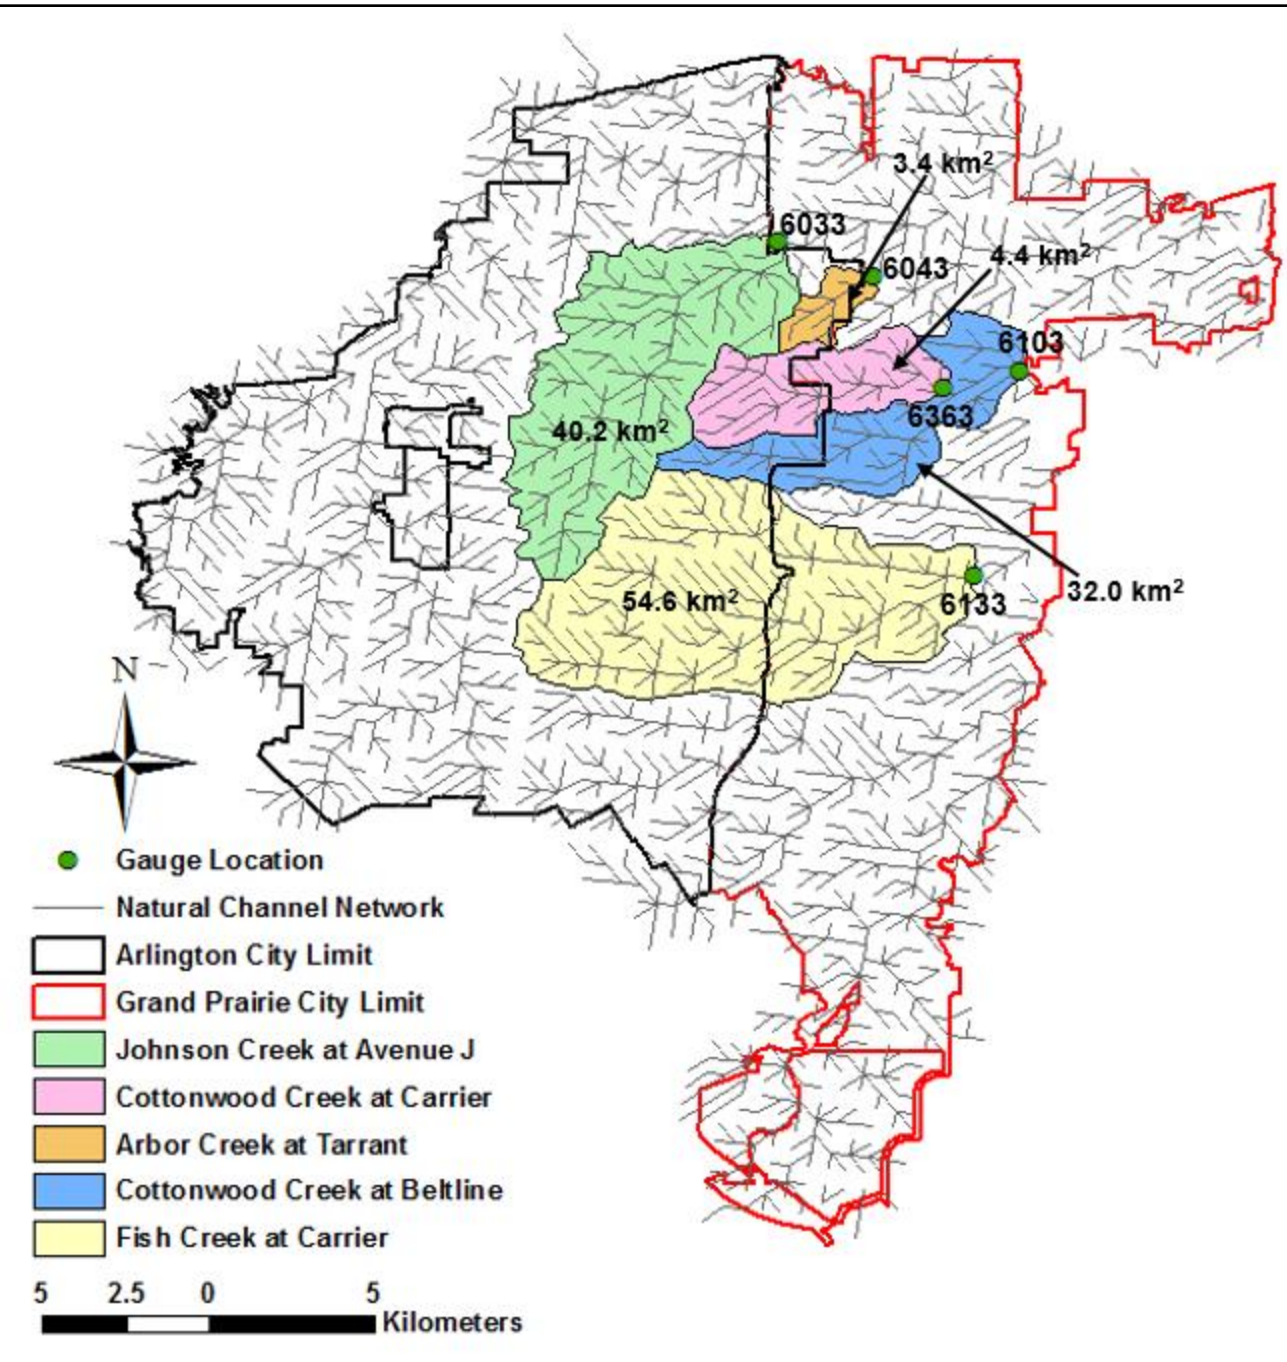 3.4 km²
6033
4.4 km²
6043
6103
6363
40.2 km²
32.0 km²
54.6 km²
6133
N
Gauge Location
Natural Channel Network
Arlington City Limit
Grand Prairie City Limit
Johnson Creek at Avenue J
Cottonwood Creek at Carrier
Arbor Creek at Tarrant
Cottonwood Creek at Beltline
Fish Creek at Carrier
5 2.5 0 5
Kilometers